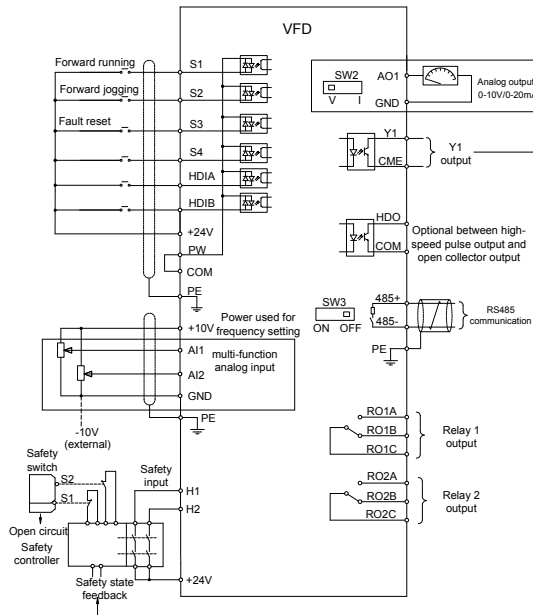 VFD
Forward running
S1
Forward jogging
S2
Fault reset
S3
S4
HDIA
HDIB
+24V
PW
COM
PE
Power used for
frequency setting
+10V
AI1
multi-function
analog input
AI2
GND
PE
-10V
(external)
Safety
switch
S2
S1
Open circuit
Safety
controller
Safety
input
H1
H2
+24V
Safety state
feedback
SW2
V I
AO1
GND
Analog output
0-10V/0-20mA
Y1
CME
Y1
output
HDO
COM
Optional between high-
speed pulse output and
open collector output
SW3
ON OFF
485+
485-
PE
RS485
communication
RO1A
RO1B
RO1C
Relay 1
output
RO2A
RO2B
RO2C
Relay 2
output